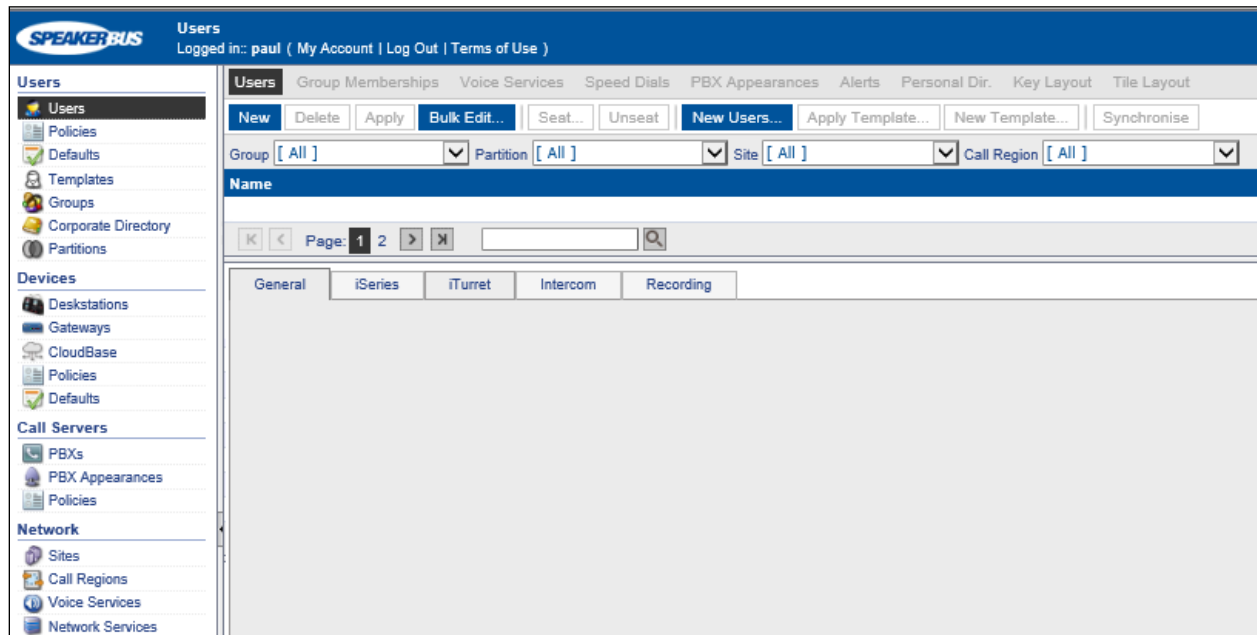 SPEAKERBUS
Users
Logged in:: paul ( My Account | Log Out | Terms of Use )
Users
Users
Policies
Defaults
Templates
Groups
Corporate Directory
Partitions
Devices
Deskstations
Gateways
CloudBase
Policies
Defaults
Call Servers
PBXs
PBX Appearances
Policies
Network
Sites
Call Regions
Voice Services
Network Services
Users Group Memberships Voice Services Speed Dials PBX Appearances Alerts Personal Dir. Key Layout Tile Layout
New Delete Apply Bulk Edit... Seat... Unseat New Users... Apply Template... New Template... Synchronise
Group [ All ] Partition [ All ] Site [ All ] Call Region [ All ]
Name
Page: 1 2
General iSeries iTurret Intercom Recording